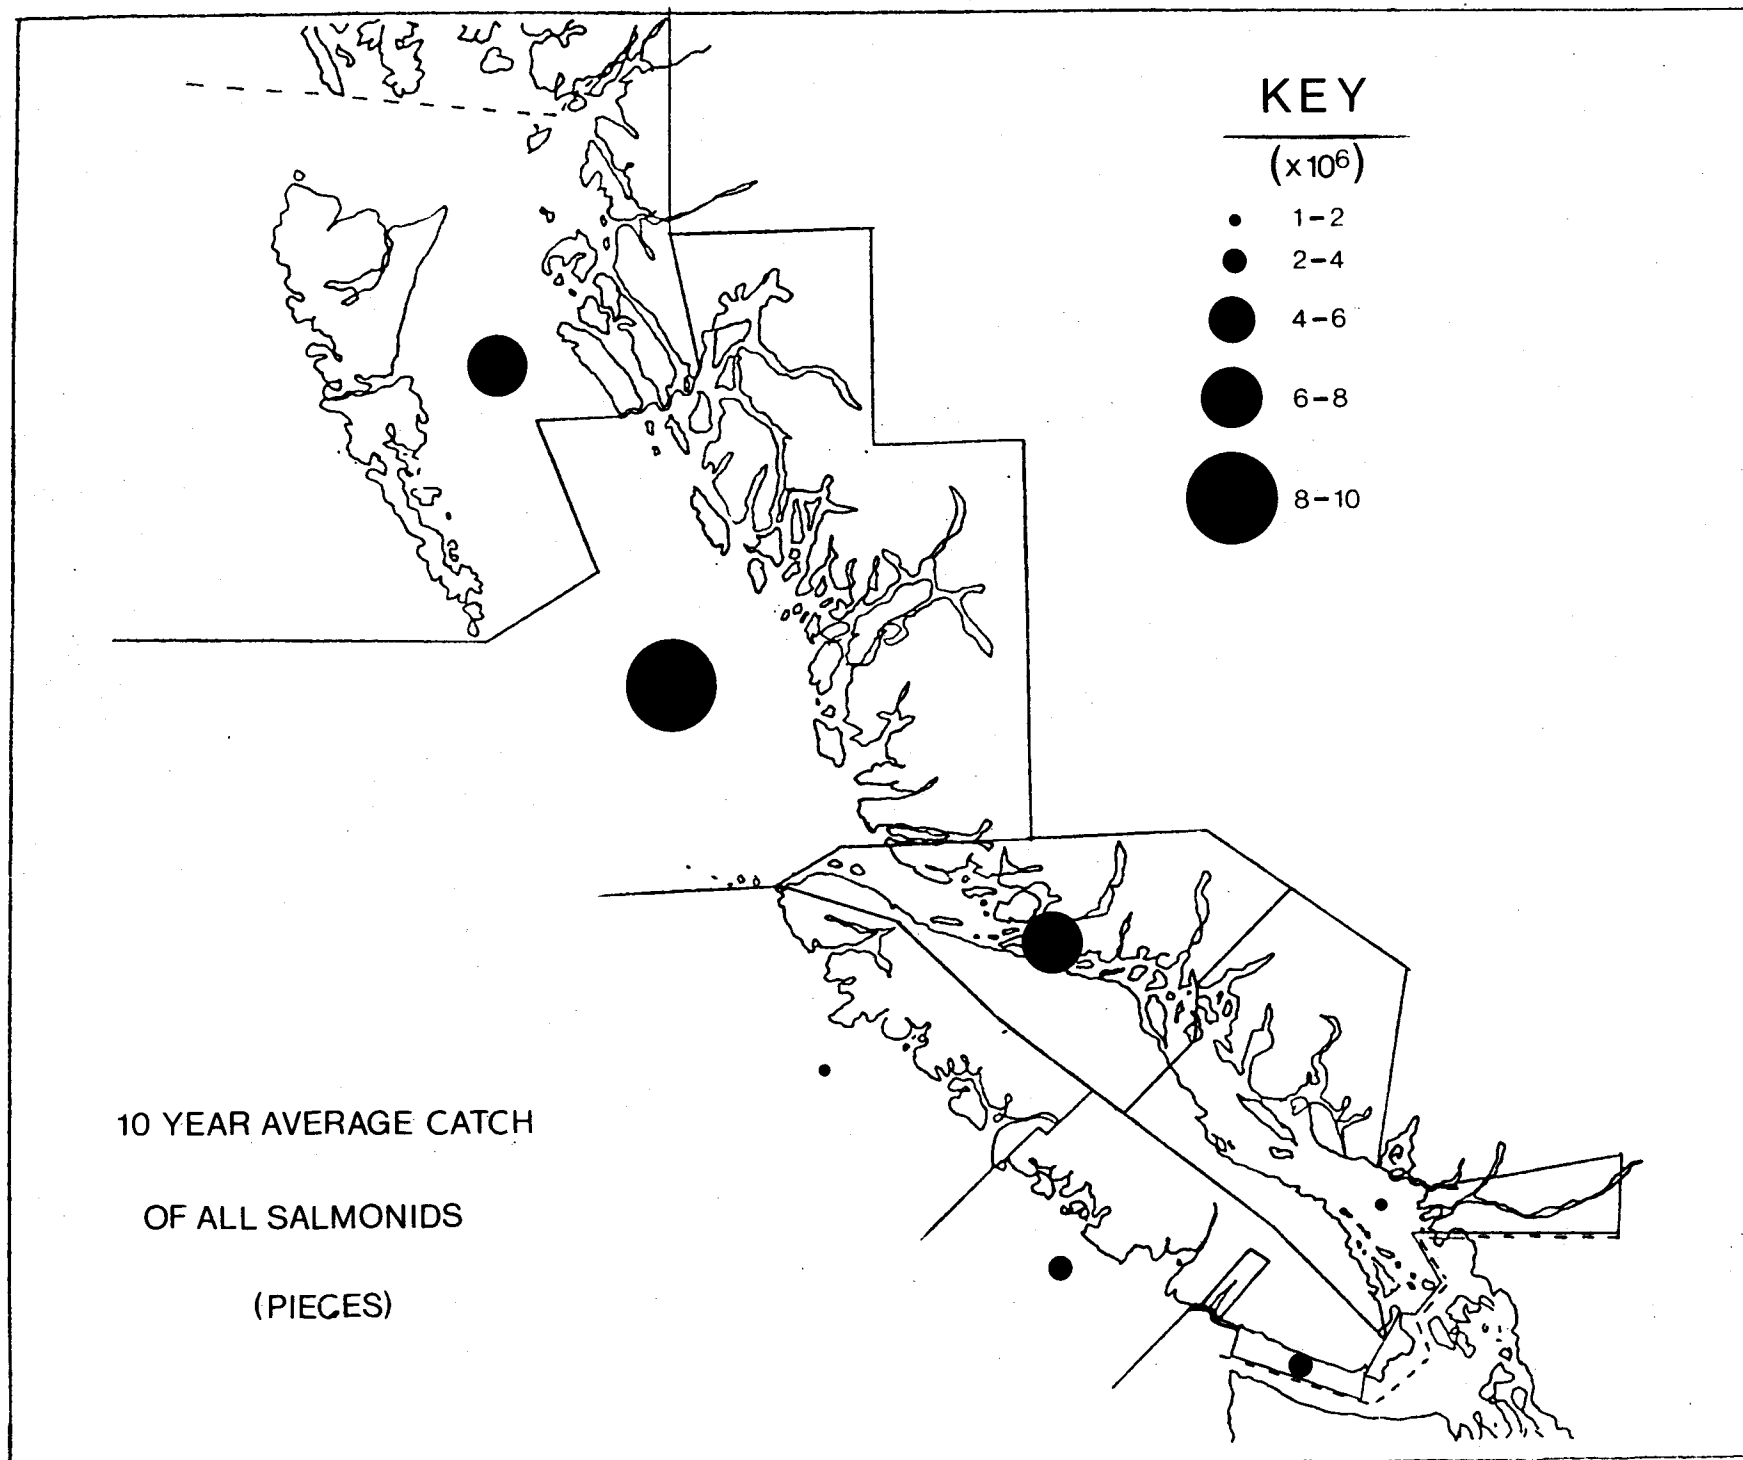 KEY
(x10⁶)
1-2
2-4
4-6
6-8
8-10
10 YEAR AVERAGE CATCH
OF ALL SALMONIDS
(PIECES)